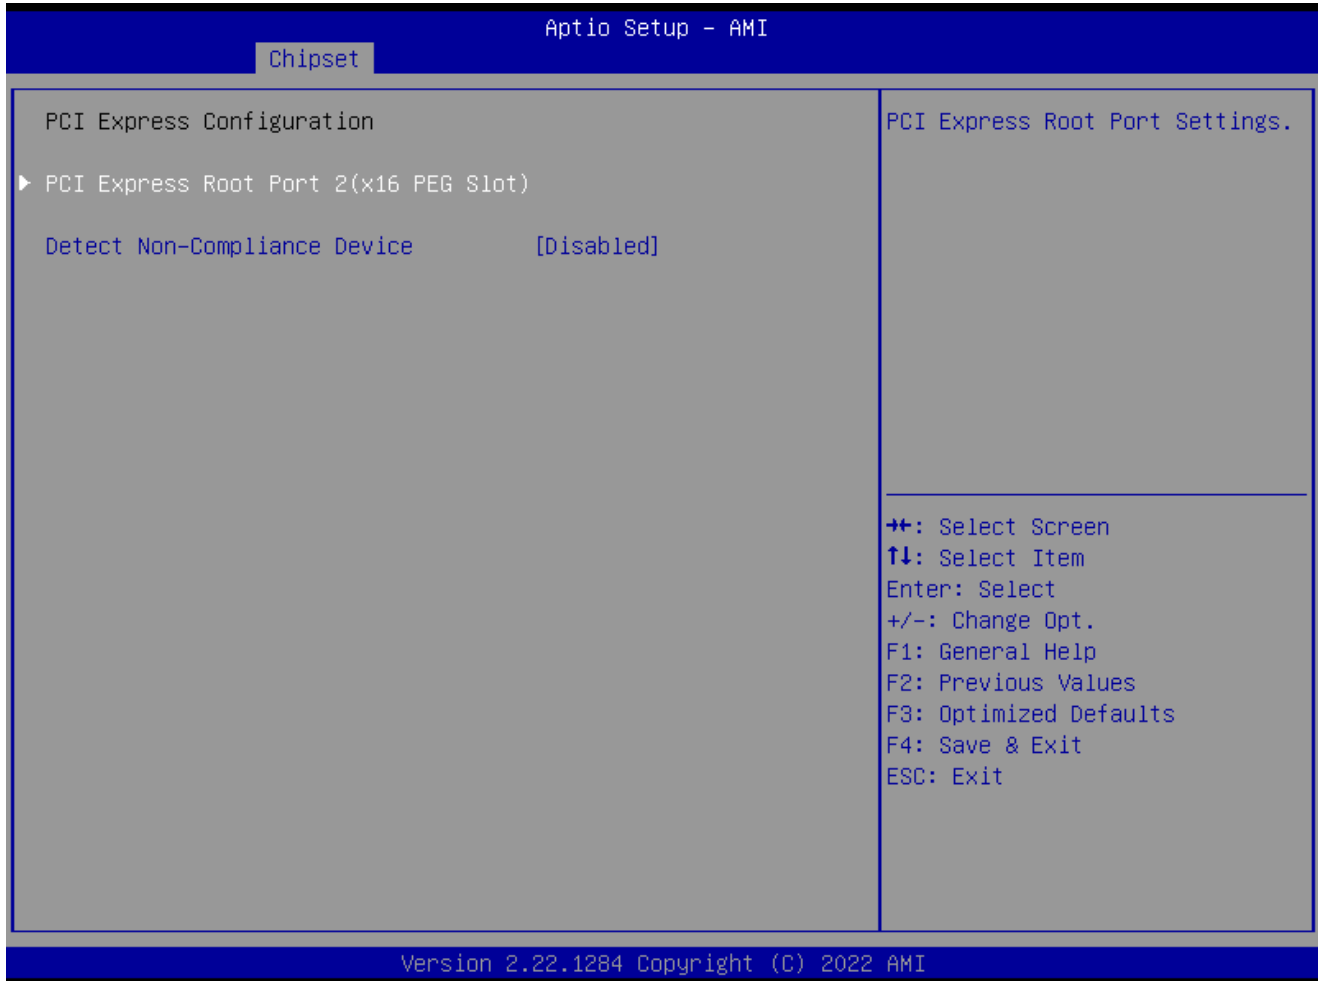 Aptio Setup – AMI
Chipset
PCI Express Configuration
PCI Express Root Port 2(x16 PEG Slot)
Detect Non-Compliance Device [Disabled]
PCI Express Root Port Settings.
→←: Select Screen
↑↓: Select Item
Enter: Select
+/-: Change Opt.
F1: General Help
F2: Previous Values
F3: Optimized Defaults
F4: Save & Exit
ESC: Exit
Version 2.22.1284 Copyright (C) 2022 AMI